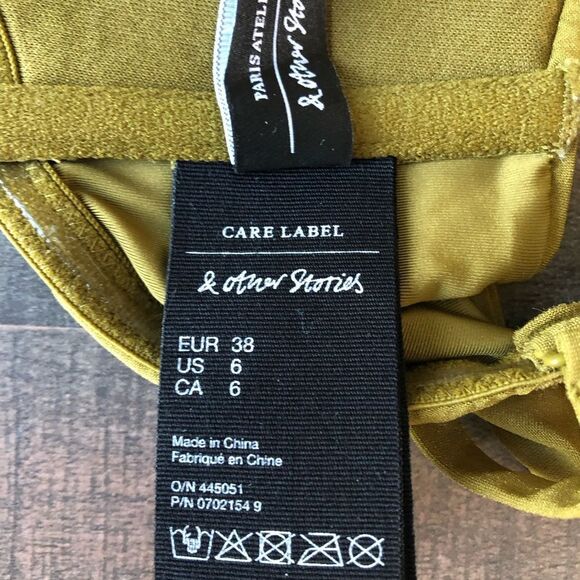 PARIS ATELIER
& Other Stories
CARE LABEL
& Other Stories
EUR 38
US 6
CA 6
Made in China
Fabriqué en Chine
O/N 445051
P/N 0702154 9